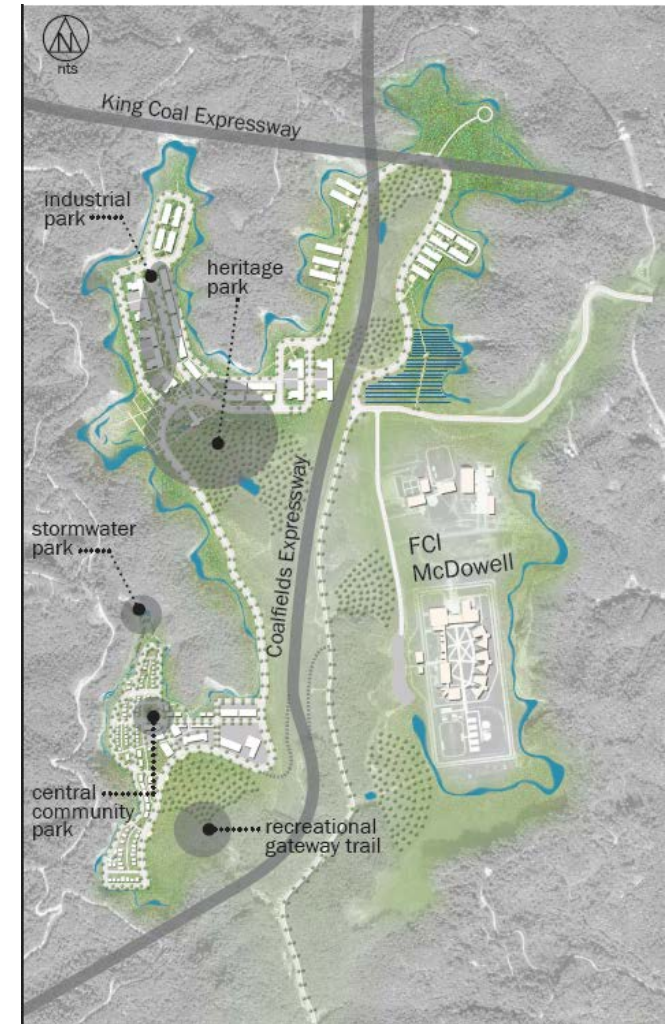 nts
King Coal Expressway
industrial
park
heritage
park
Coalfields Expressway
stormwater
park
FCI
McDowell
central
community
park
recreational
gateway trail